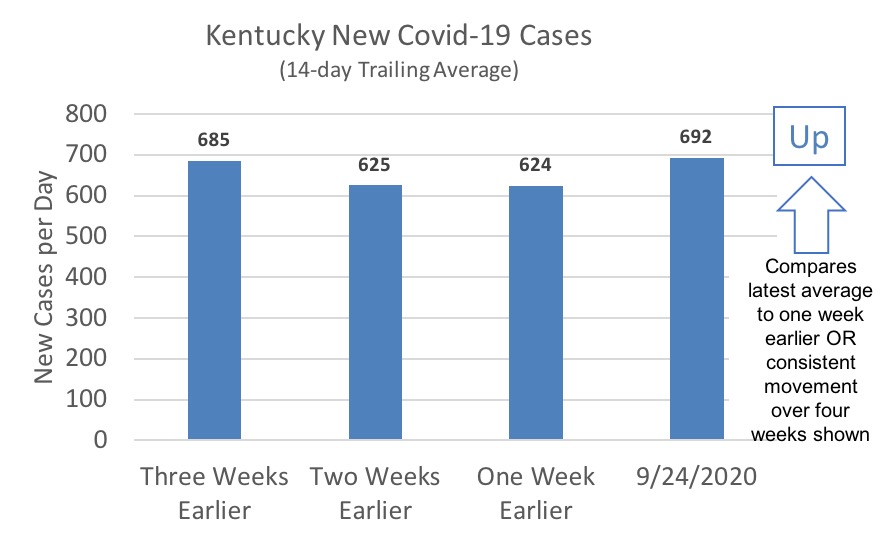 Kentucky New Covid-19 Cases
(14-day Trailing Average)
New Cases per Day
800
700
600
500
400
300
200
100
0
685
625
624
692
Three Weeks
Earlier
Two Weeks
Earlier
One Week
Earlier
9/24/2020
Up
Compares
latest average
to one week
earlier OR
consistent
movement
over four
weeks shown